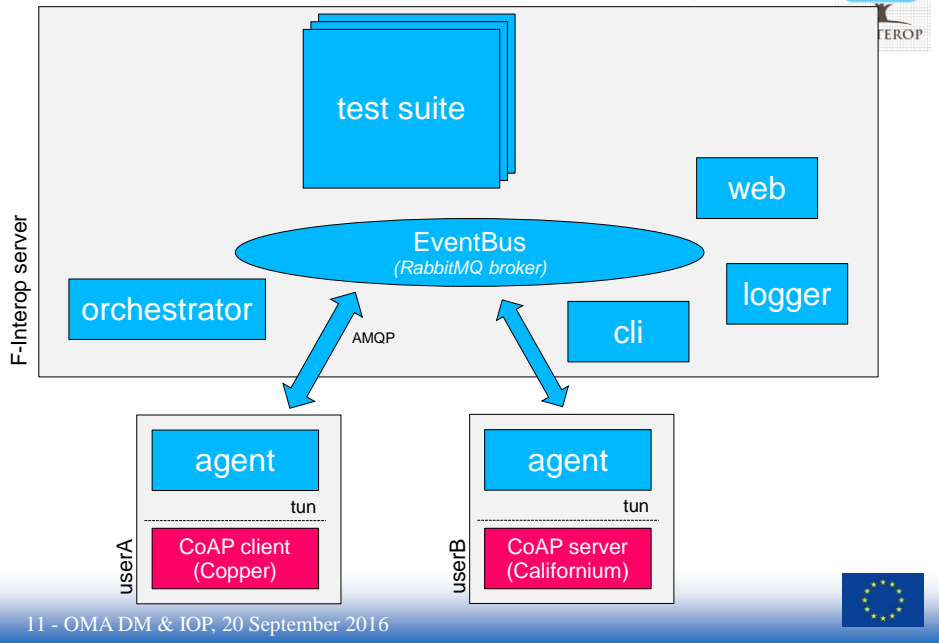 TEROP
test suite
web
EventBus
(RabbitMQ broker)
F-Interop server
orchestrator
logger
cli
AMQP
agent
tun
CoAP client
(Copper)
userA
agent
tun
CoAP server
(Californium)
userB
11 - OMA DM & IOP, 20 September 2016